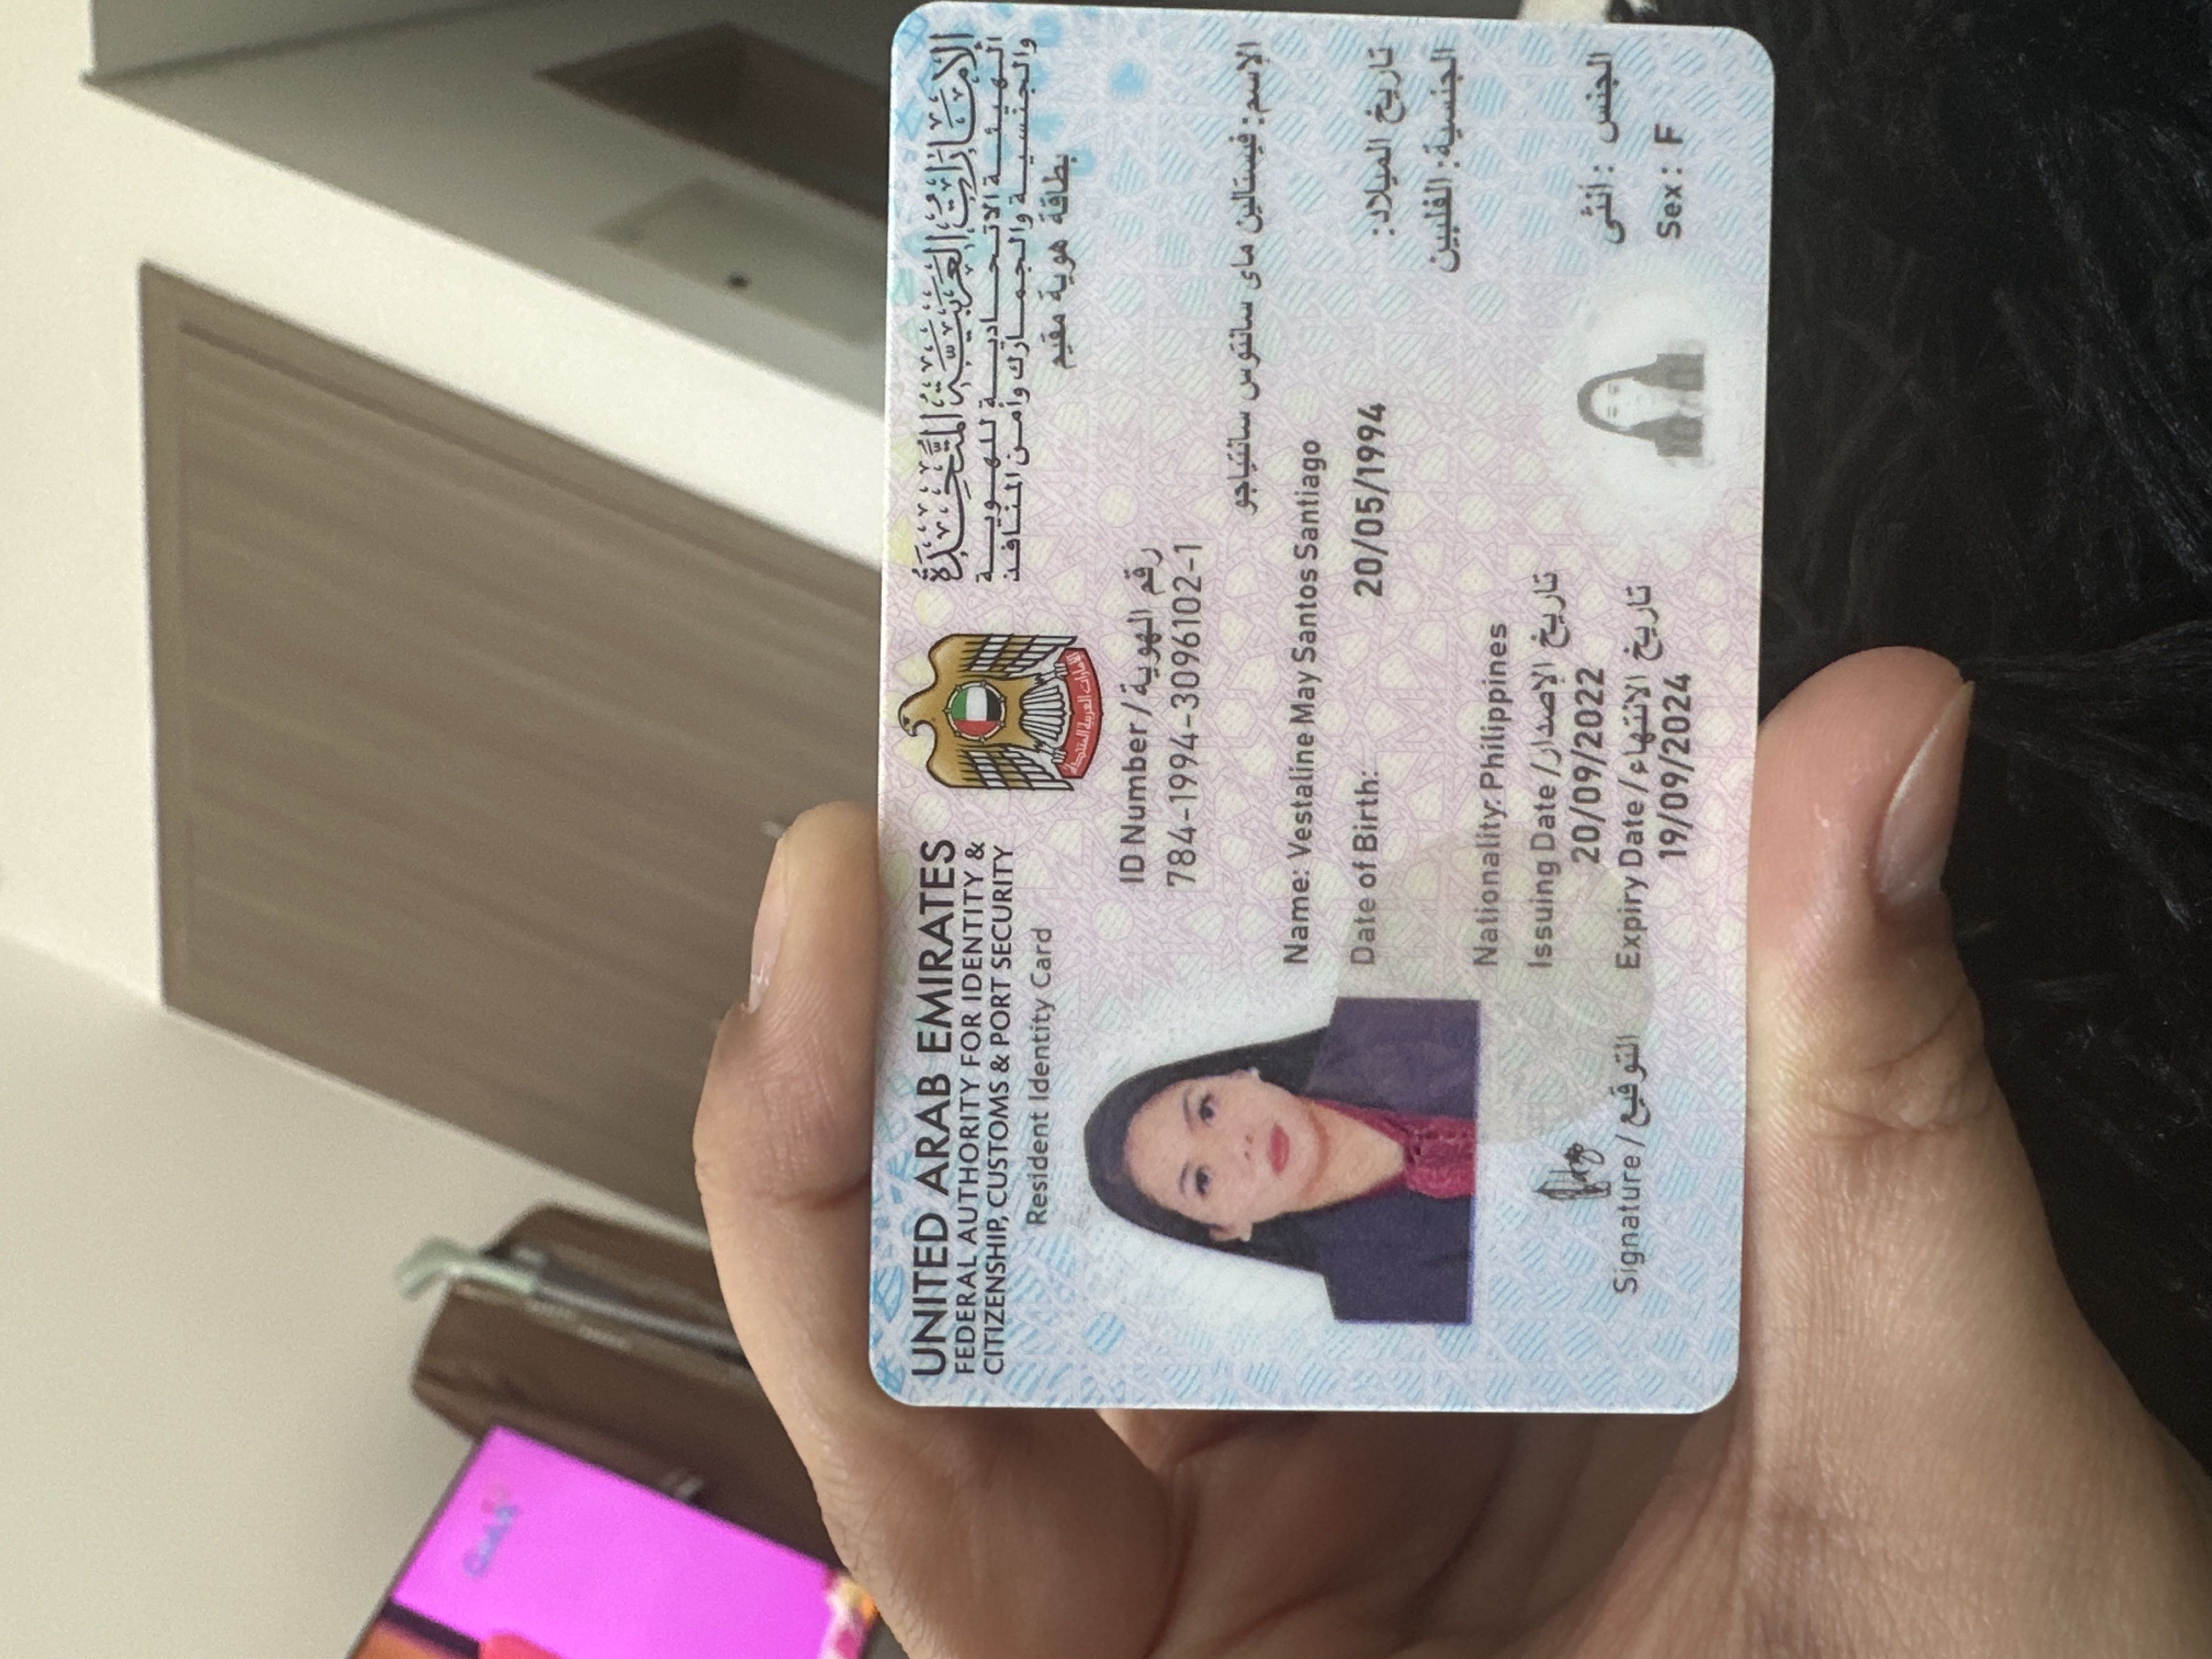 UNITED ARAB EMIRATES
FEDERAL AUTHORITY FOR IDENTITY &
CITIZENSHIP, CUSTOMS & PORT SECURITY
Resident Identity Card
الإمارات العربية المتحدة
الهيئة الاتحادية للهوية
والجنسية والجمارك وأمن المنافذ
بطاقة هوية مقيم
الإمارات العربية المتحدة
ID Number / رقم الهوية
784-1994-3096102-1
الإسم: فيستالين ماى سانتوس سانتياجو
Name: Vestaline May Santos Santiago
Date of Birth: 20/05/1994 تاريخ الميلاد:
الجنسية: الفلبين
Nationality: Philippines
Issuing Date / تاريخ الإصدار
20/09/2022
Expiry Date / تاريخ الانتهاء
19/09/2024
الجنس : أنثى
Sex : F
Signature / التوقيع